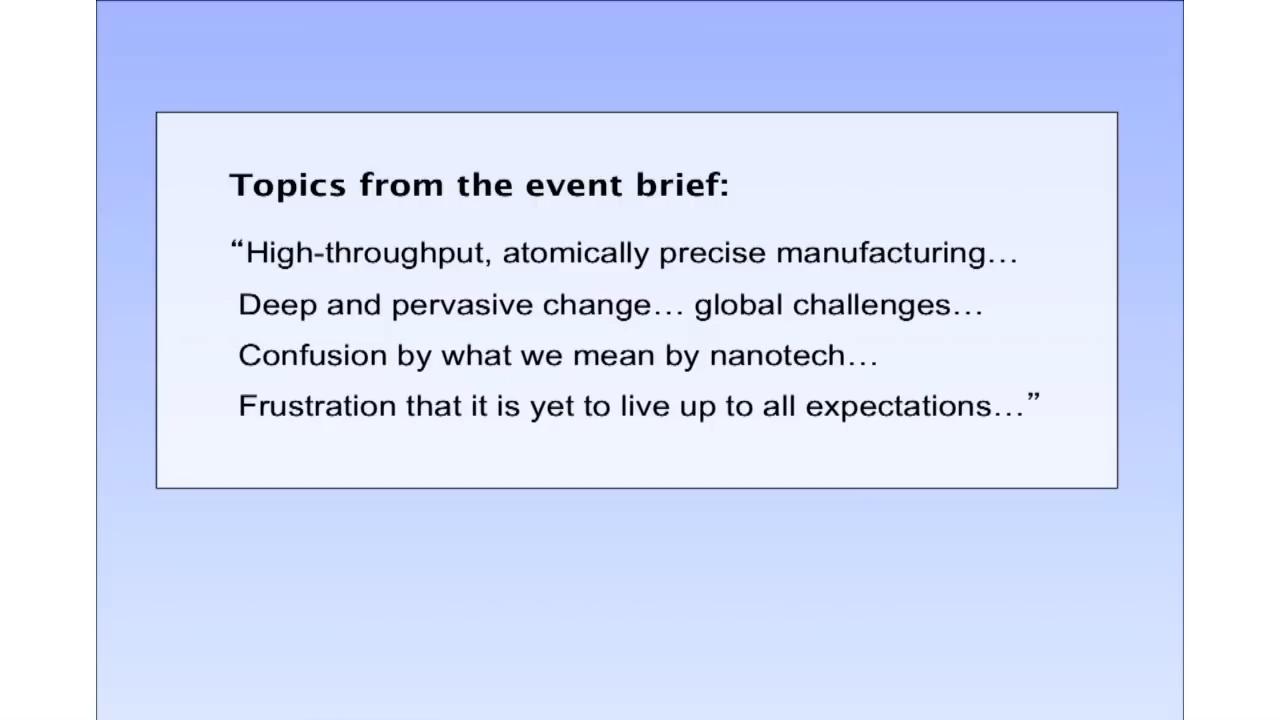 Topics from the event brief:
“High-throughput, atomically precise manufacturing…
Deep and pervasive change… global challenges…
Confusion by what we mean by nanotech…
Frustration that it is yet to live up to all expectations…”